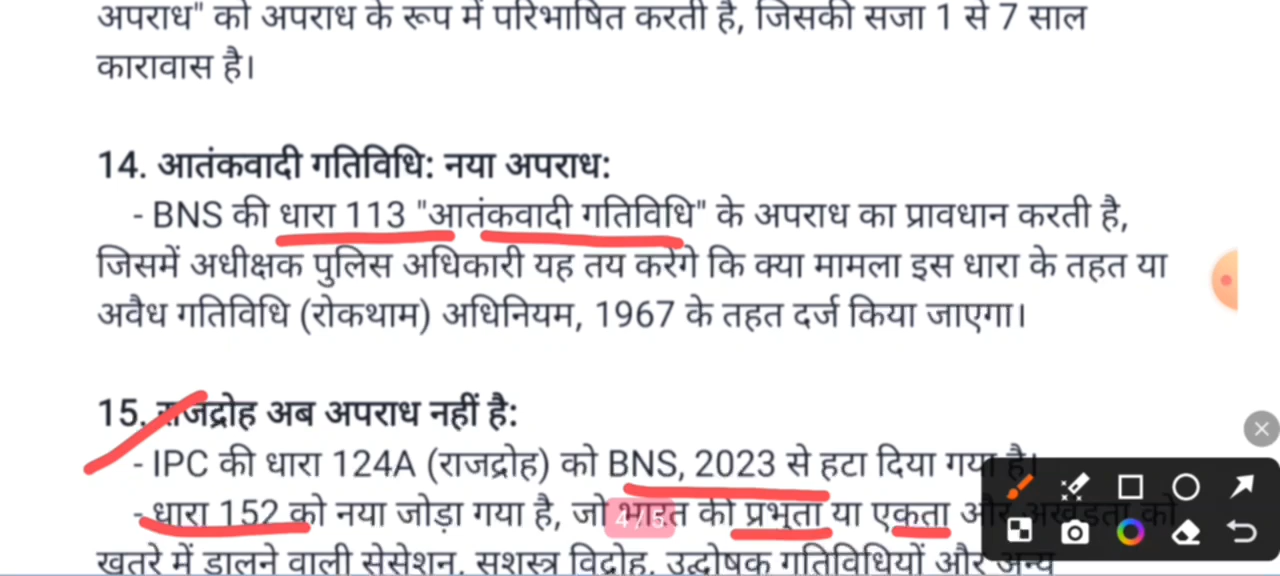 अपराध" को अपराध के रूप में परिभाषित करती है, जिसकी सजा 1 से 7 साल
कारावास है।
14. आतंकवादी गतिविधि: नया अपराध:
- BNS की धारा 113 "आतंकवादी गतिविधि" के अपराध का प्रावधान करती है,
जिसमें अधीक्षक पुलिस अधिकारी यह तय करेंगे कि क्या मामला इस धारा के तहत या
अवैध गतिविधि (रोकथाम) अधिनियम, 1967 के तहत दर्ज किया जाएगा।
15. राजद्रोह अब अपराध नहीं है:
- IPC की धारा 124A (राजद्रोह) को BNS, 2023 से हटा दिया गया है।
- धारा 152 को नया जोड़ा गया है, जो भारत की प्रभुता या एकता और अखंडता को
4 / 5
खतरे में डालने वाली सेसेशन, सशस्त्र विद्रोह, उद्घोषक गतिविधियों और अन्य